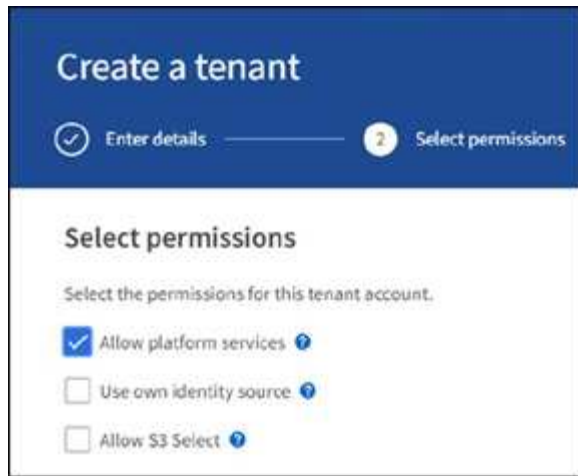 Create a tenant
Enter details 2 Select permissions
Select permissions
Select the permissions for this tenant account.
Allow platform services ?
Use own identity source ?
Allow S3 Select ?